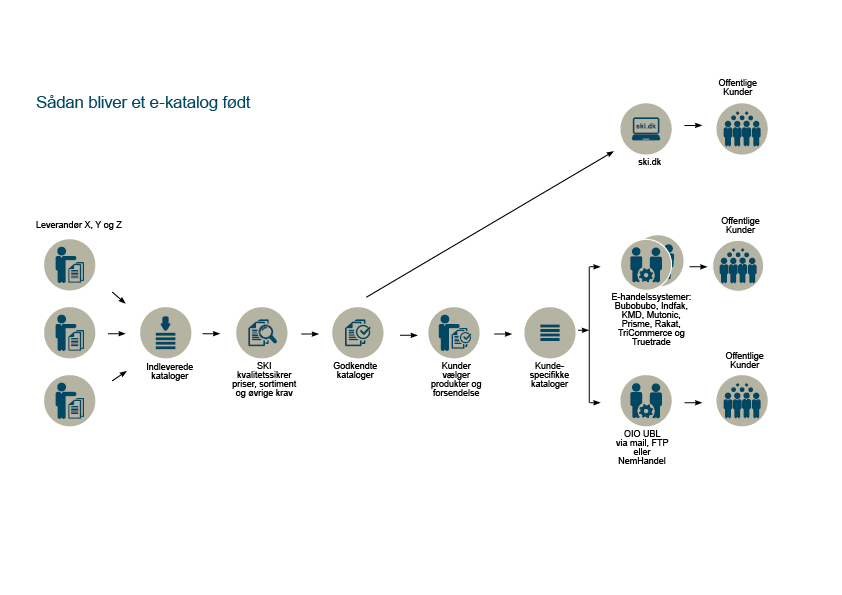 Sådan bliver et e-katalog født
Offentlige
Kunder
ski.dk
ski.dk
Leverandør X, Y og Z
Offentlige
Kunder
E-handelssystemer:
Bubobubo, Indfak,
KMD, Mutonic,
Prisme, Rakat,
TriCommerce og
Truetrade
Indleverede
kataloger
SKI
kvalitetssikrer
priser, sortiment
og øvrige krav
Godkendte
kataloger
Kunder
vælger
produkter og
forsendelse
Kunde-
specifikke
kataloger
Offentlige
Kunder
OIO UBL
via mail, FTP
eller
NemHandel